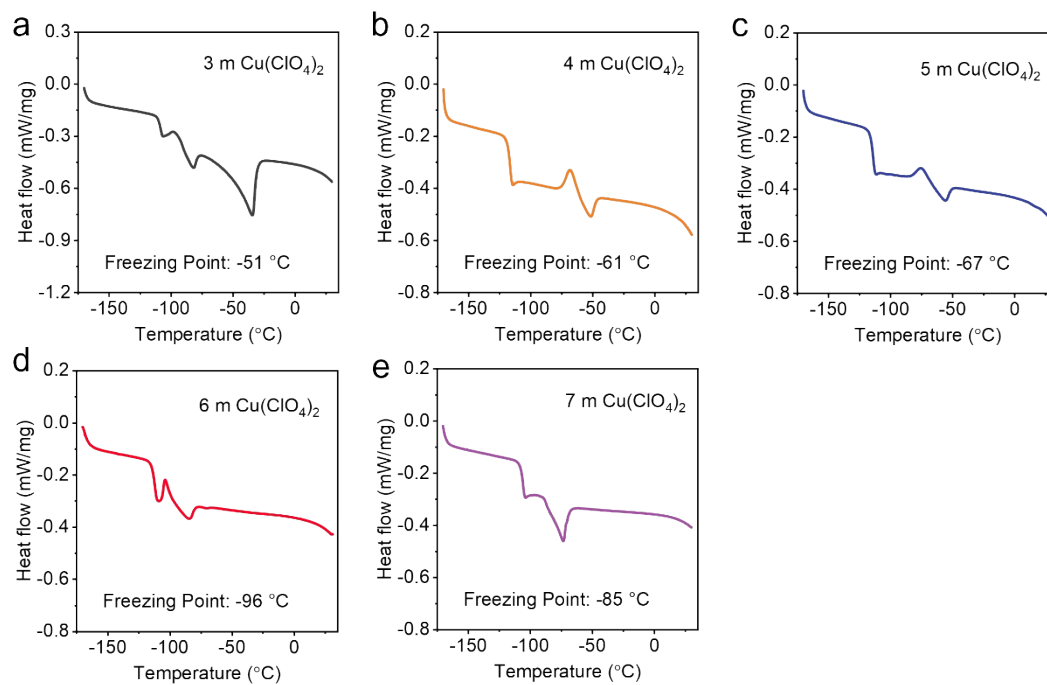 a
3 m Cu(ClO₄)₂
0.3
0.0
-0.3
-0.6
-0.9
-1.2
Heat flow (mW/mg)
Freezing Point: -51 °C
-150 -100 -50 0
Temperature (°C)
b
4 m Cu(ClO₄)₂
0.2
0.0
-0.2
-0.4
-0.6
-0.8
Heat flow (mW/mg)
Freezing Point: -61 °C
-150 -100 -50 0
Temperature (°C)
c
5 m Cu(ClO₄)₂
0.2
0.0
-0.2
-0.4
-0.6
-0.8
Heat flow (mW/mg)
Freezing Point: -67 °C
-150 -100 -50 0
Temperature (°C)
d
6 m Cu(ClO₄)₂
0.2
0.0
-0.2
-0.4
-0.6
-0.8
Heat flow (mW/mg)
Freezing Point: -96 °C
-150 -100 -50 0
Temperature (°C)
e
7 m Cu(ClO₄)₂
0.2
0.0
-0.2
-0.4
-0.6
-0.8
Heat flow (mW/mg)
Freezing Point: -85 °C
-150 -100 -50 0
Temperature (°C)